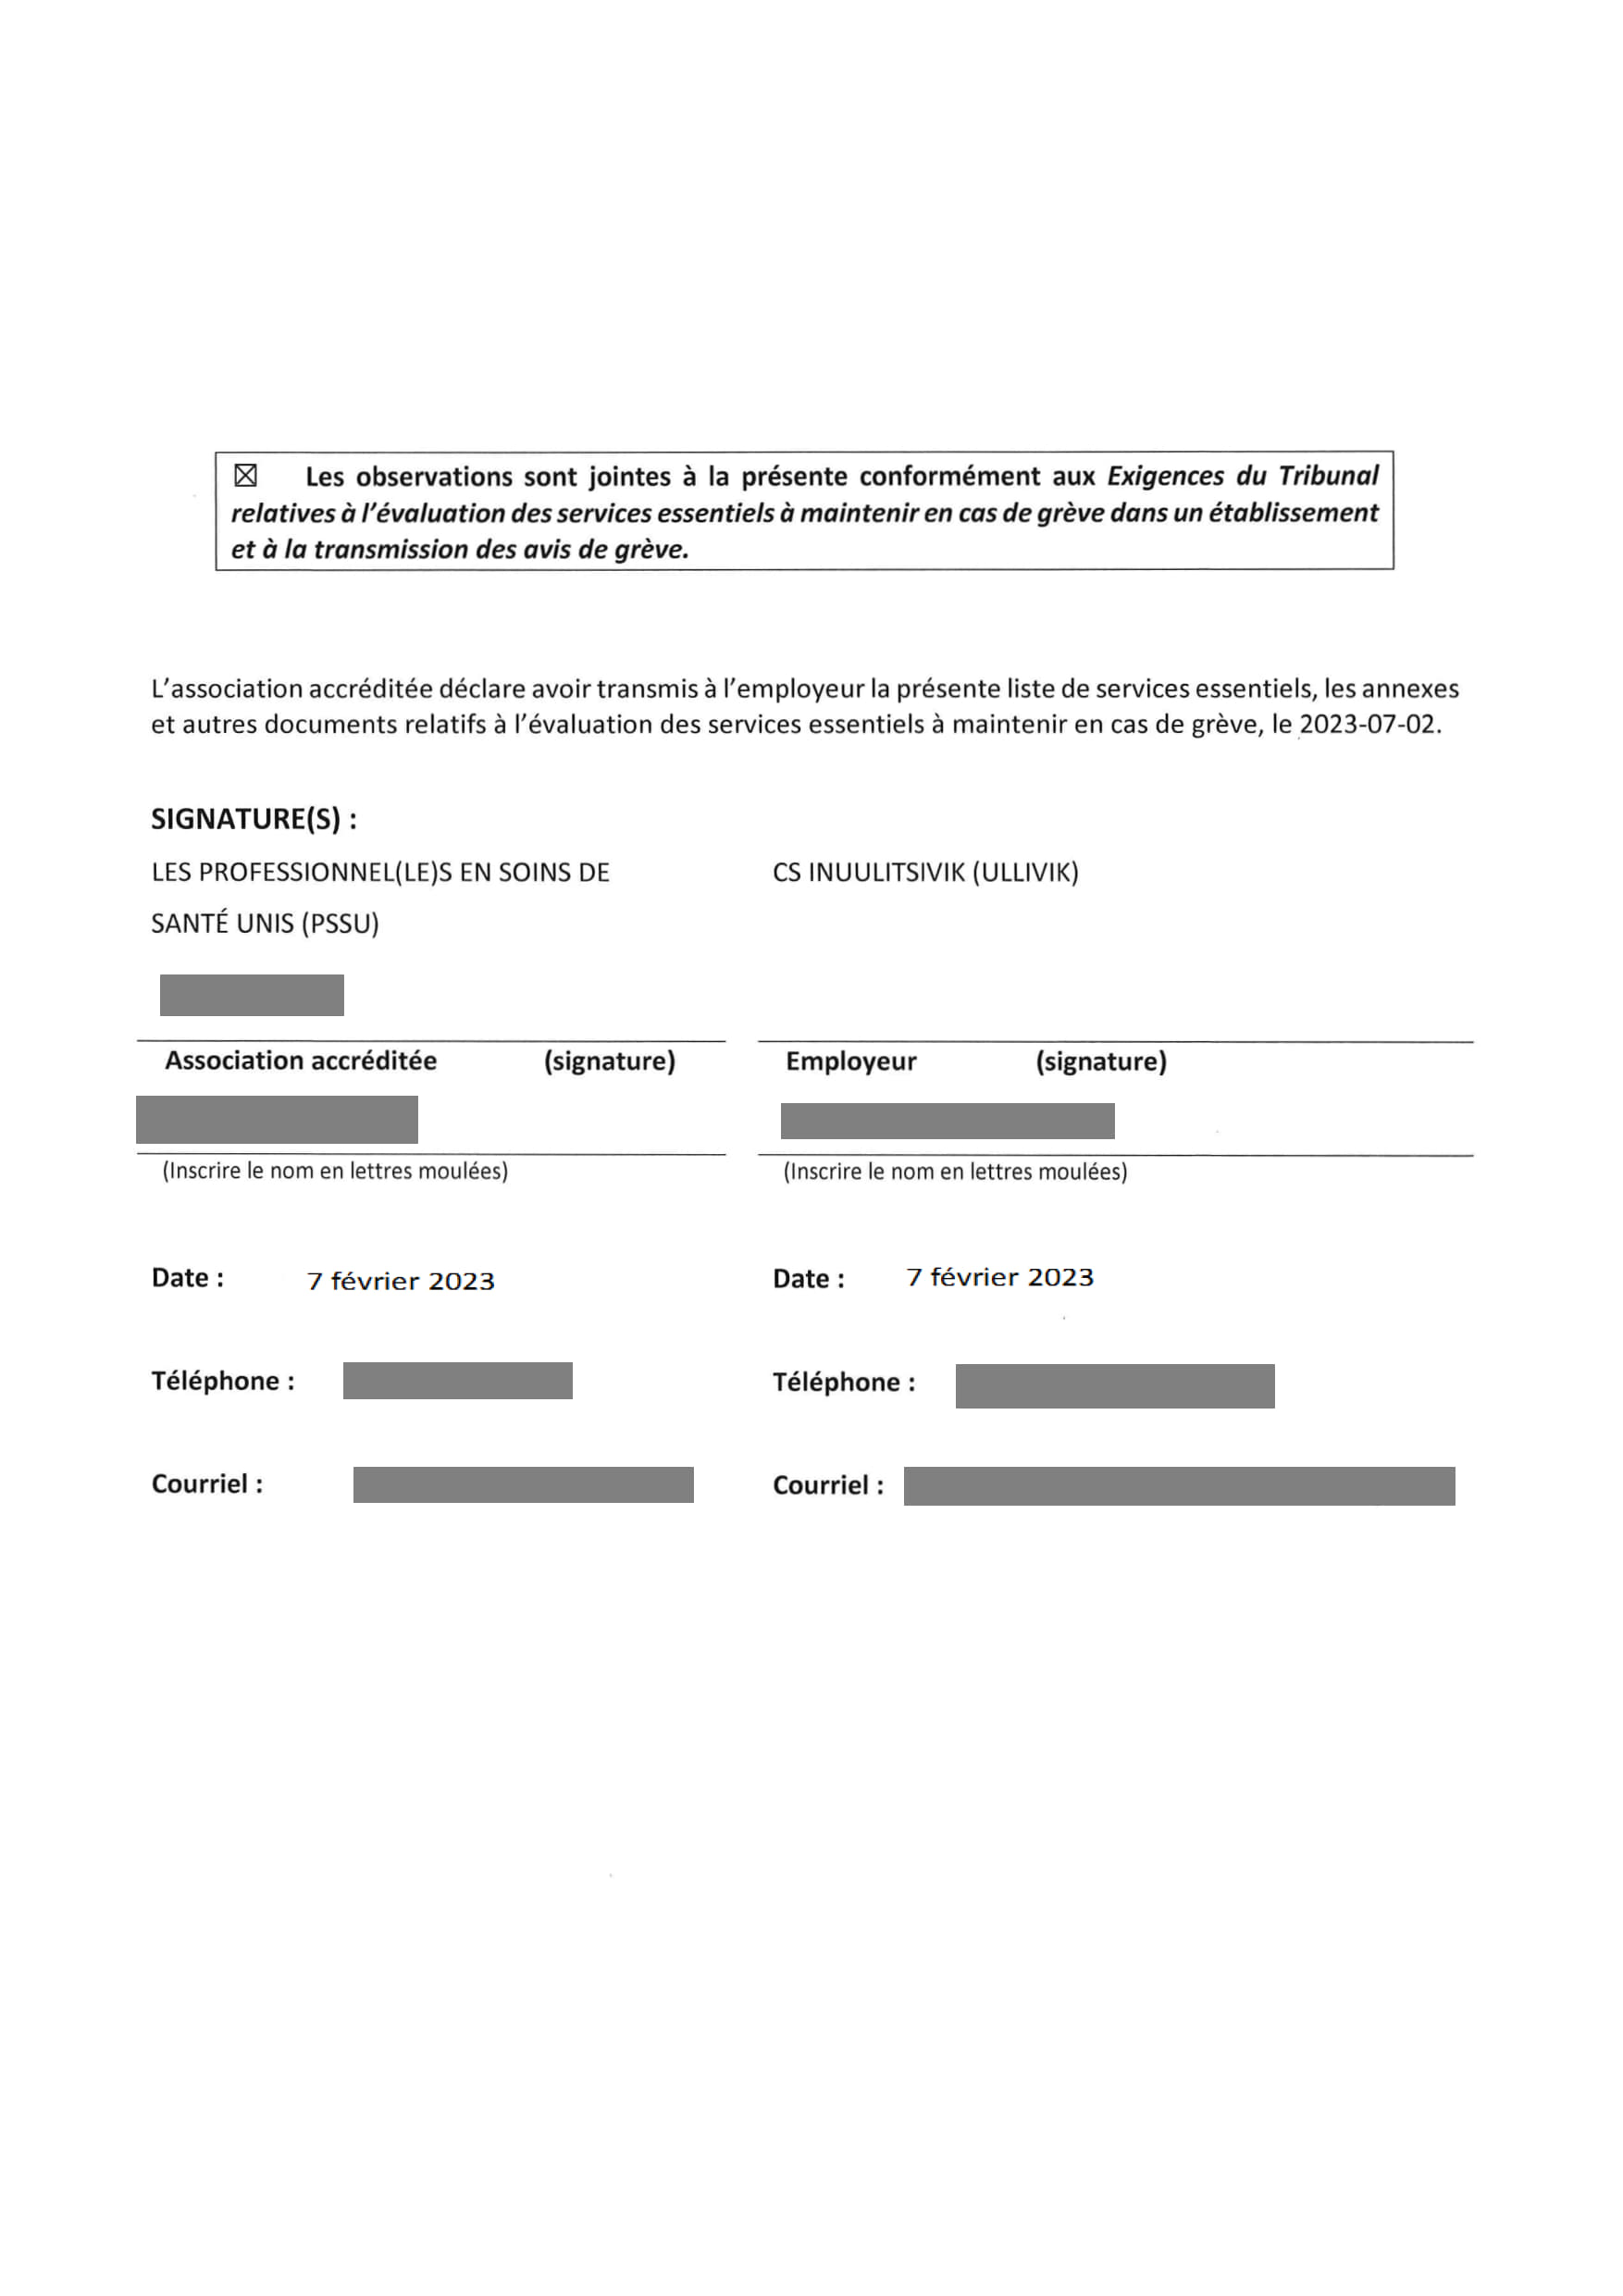 ☒ Les observations sont jointes à la présente conformément aux Exigences du Tribunal
relatives à l'évaluation des services essentiels à maintenir en cas de grève dans un établissement
et à la transmission des avis de grève.
L'association accréditée déclare avoir transmis à l'employeur la présente liste de services essentiels, les annexes
et autres documents relatifs à l'évaluation des services essentiels à maintenir en cas de grève, le 2023-07-02.
SIGNATURE(S) :
LES PROFESSIONNEL(LE)S EN SOINS DE
SANTÉ UNIS (PSSU)
CS INUULITSIVIK (ULLIVIK)
Association accréditée (signature)
(Inscrire le nom en lettres moulées)
Employeur (signature)
(Inscrire le nom en lettres moulées)
Date : 7 février 2023
Date : 7 février 2023
Téléphone :
Téléphone :
Courriel :
Courriel :